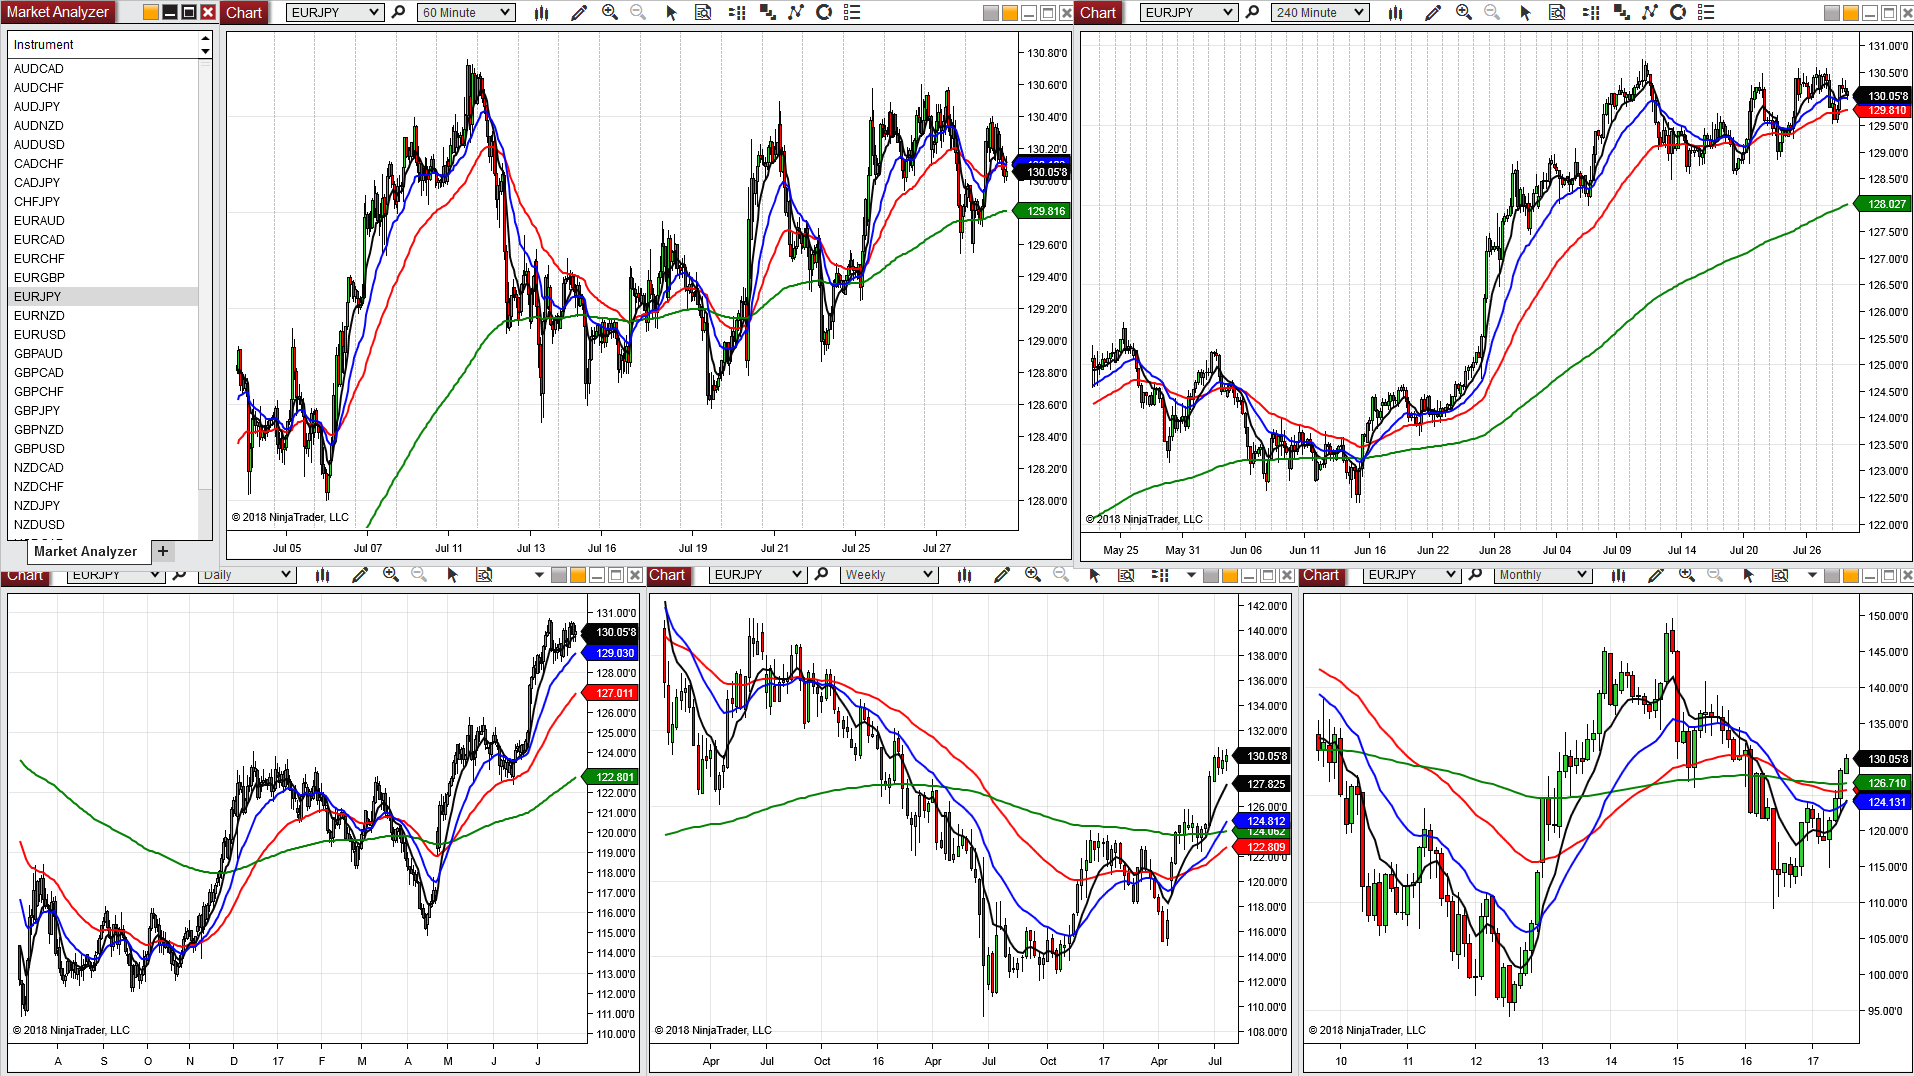 Market Analyzer
Instrument
AUDCAD
AUDCHF
AUDJPY
AUDNZD
AUDUSD
CADCHF
CADJPY
CHFJPY
EURAUD
EURCAD
EURCHF
EURGBP
EURJPY
EURNZD
EURUSD
GBPAUD
GBPCAD
GBPCHF
GBPJPY
GBPNZD
GBPUSD
NZDCAD
NZDCHF
NZDJPY
NZDUSD
Market Analyzer +
Chart EURJPY 60 Minute
130.80'0
130.60'0
130.40'0
130.20'0
130.05'8
130.00'0
129.816
129.60'0
129.40'0
129.20'0
129.00'0
128.80'0
128.60'0
128.40'0
128.20'0
128.00'0
© 2018 NinjaTrader, LLC
Jul 05 Jul 07 Jul 11 Jul 13 Jul 16 Jul 19 Jul 21 Jul 25 Jul 27
Chart EURJPY 240 Minute
131.00'0
130.50'0
130.05'8
129.810
129.50'0
129.00'0
128.50'0
128.027
127.50'0
127.00'0
126.50'0
126.00'0
125.50'0
125.00'0
124.50'0
124.00'0
123.50'0
123.00'0
122.50'0
122.00'0
© 2018 NinjaTrader, LLC
May 25 May 31 Jun 06 Jun 11 Jun 16 Jun 22 Jun 28 Jul 04 Jul 09 Jul 14 Jul 20 Jul 26
Chart EURJPY Daily
131.00'0
130.05'8
129.030
128.00'0
127.011
126.00'0
125.00'0
124.00'0
122.801
122.00'0
121.00'0
120.00'0
119.00'0
118.00'0
117.00'0
116.00'0
115.00'0
114.00'0
113.00'0
112.00'0
111.00'0
110.00'0
© 2018 NinjaTrader, LLC
A S O N D 17 F M A M J J
Chart EURJPY Weekly
142.00'0
140.00'0
138.00'0
136.00'0
134.00'0
132.00'0
130.05'8
127.825
126.00'0
124.812
124.062
122.809
122.00'0
120.00'0
118.00'0
116.00'0
114.00'0
112.00'0
110.00'0
108.00'0
© 2018 NinjaTrader, LLC
Apr Jul Oct 16 Apr Jul Oct 17 Apr Jul
Chart EURJPY Monthly
150.00'0
145.00'0
140.00'0
135.00'0
130.05'8
126.710
124.131
120.00'0
115.00'0
110.00'0
105.00'0
100.00'0
95.00'0
© 2018 NinjaTrader, LLC
10 11 12 13 14 15 16 17